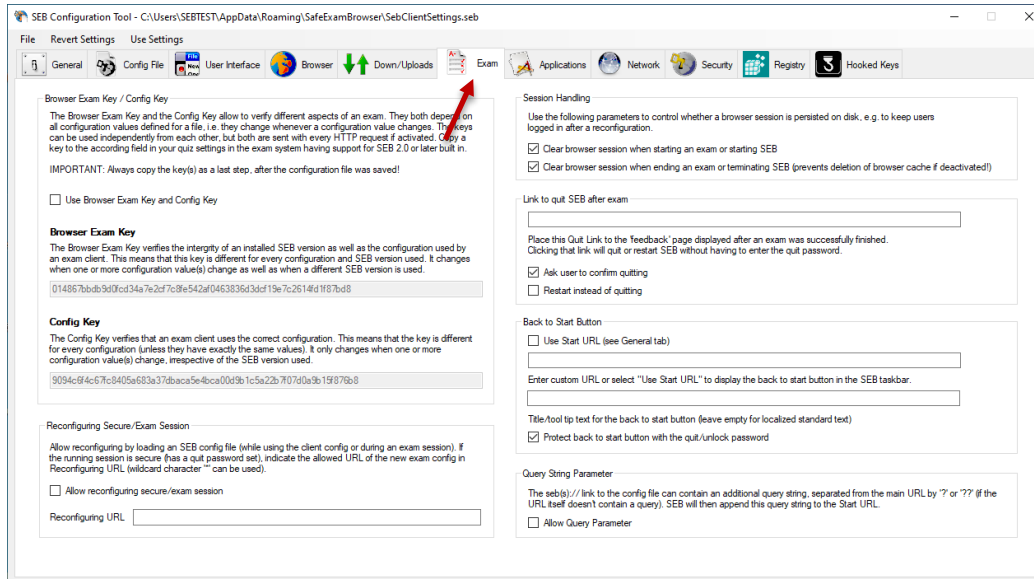 SEB Configuration Tool - C:\Users\SEBTEST\AppData\Roaming\SafeExamBrowser\SebClientSettings.seb
File Revert Settings Use Settings
General Config File User Interface Browser Down/Uploads Exam Applications Network Security Registry Hooked Keys
Browser Exam Key / Config Key
The Browser Exam Key and the Config Key allow to verify different aspects of an exam. They both depend on
all configuration values defined for a file, i.e. they change whenever a configuration value changes. The keys
can be used independently from each other, but both are sent with every HTTP request if activated. Copy a
key to the according field in your quiz settings in the exam system having support for SEB 2.0 or later built in.
IMPORTANT: Always copy the key(s) as a last step, after the configuration file was saved!
Use Browser Exam Key and Config Key
Browser Exam Key
The Browser Exam Key verifies the intergrity of an installed SEB version as well as the configuration used by
an exam client. This means that this key is different for every configuration and SEB version used. It changes
when one or more configuration value(s) change as well as when a different SEB version is used.
014867bbdb9d0fcd34a7e2cf7c8fe542af0463836d3dcf19e7c2614fd1f87bd8
Config Key
The Config Key verifies that an exam client uses the correct configuration. This means that the key is different
for every configuration (unless they have exactly the same values). It only changes when one or more
configuration value(s) change, irrespective of the SEB version used.
9094c6f4c67fc8405a683a37dbaca5e4bca00d9b1c5a22b7f07d0a9b15f876b8
Reconfiguring Secure/Exam Session
Allow reconfiguring by loading an SEB config file (while using the client config or during an exam session). If
the running session is secure (has a quit password set), indicate the allowed URL of the new exam config in
Reconfiguring URL (wildcard character '*' can be used).
Allow reconfiguring secure/exam session
Reconfiguring URL
Session Handling
Use the following parameters to control whether a browser session is persisted on disk, e.g. to keep users
logged in after a reconfiguration.
Clear browser session when starting an exam or starting SEB
Clear browser session when ending an exam or terminating SEB (prevents deletion of browser cache if deactivated!)
Link to quit SEB after exam
Place this Quit Link to the 'feedback' page displayed after an exam was successfully finished.
Clicking that link will quit or restart SEB without having to enter the quit password.
Ask user to confirm quitting
Restart instead of quitting
Back to Start Button
Use Start URL (see General tab)
Enter custom URL or select "Use Start URL" to display the back to start button in the SEB taskbar.
Title/tool tip text for the back to start button (leave empty for localized standard text)
Protect back to start button with the quit/unlock password
Query String Parameter
The seb(s):// link to the config file can contain an additional query string, separated from the main URL by '?' or '??' (if the
URL itself doesn't contain a query). SEB will then append this query string to the Start URL.
Allow Query Parameter